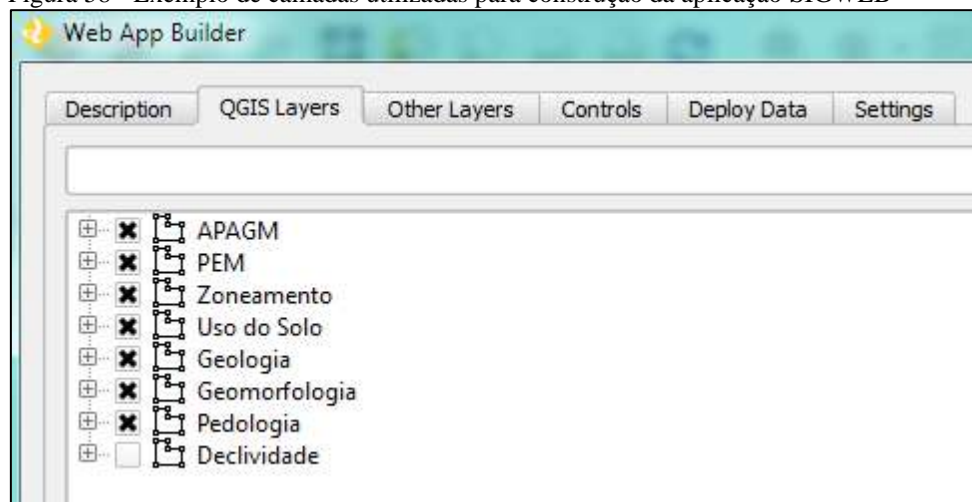 Figura 38 - Exemplo de camadas utilizadas para construção da aplicação SIGWEB
Web App Builder
Description QGIS Layers Other Layers Controls Deploy Data Settings
APAGM
PEM
Zoneamento
Uso do Solo
Geologia
Geomorfologia
Pedologia
Declividade